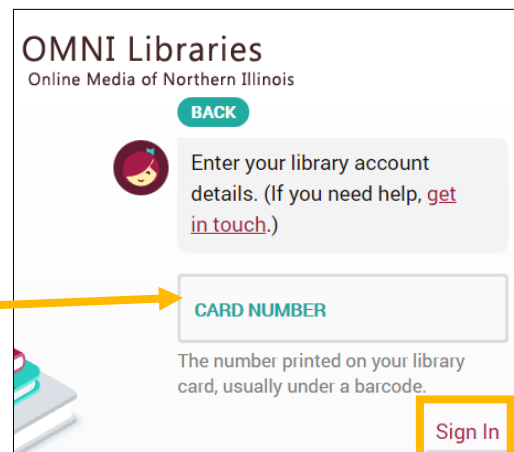 OMNI Libraries
Online Media of Northern Illinois
BACK
Enter your library account
details. (If you need help, get
in touch.)
CARD NUMBER
The number printed on your library
card, usually under a barcode.
Sign In